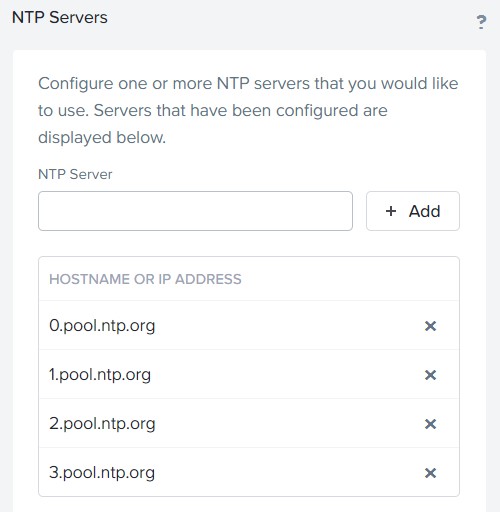 NTP Servers
?
Configure one or more NTP servers that you would like
to use. Servers that have been configured are
displayed below.
NTP Server
+ Add
HOSTNAME OR IP ADDRESS
0.pool.ntp.org ×
1.pool.ntp.org ×
2.pool.ntp.org ×
3.pool.ntp.org ×